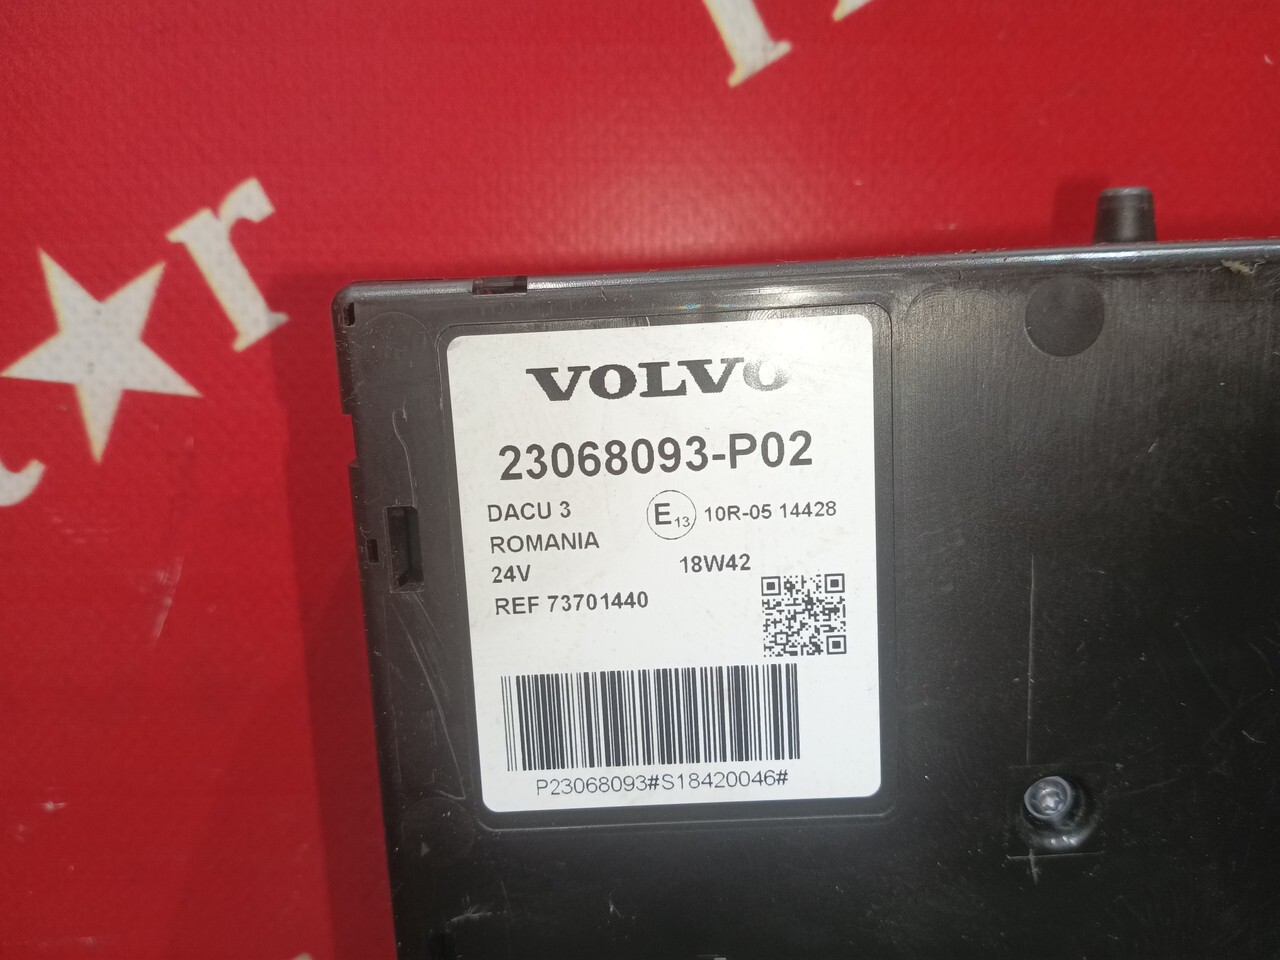 VOLVO
23068093-P02
DACU 3
E13 10R-05 14428
ROMANIA
24V
18W42
REF 73701440
P23068093#S18420046#